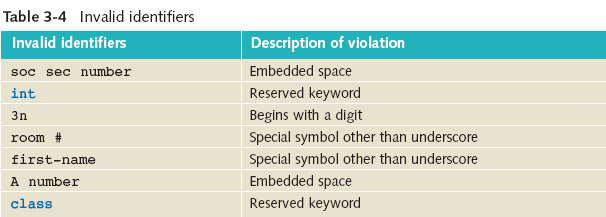 Table 3-4 Invalid identifiers
Invalid identifiers Description of violation
soc sec number Embedded space
int Reserved keyword
3n Begins with a digit
room # Special symbol other than underscore
first-name Special symbol other than underscore
A number Embedded space
class Reserved keyword